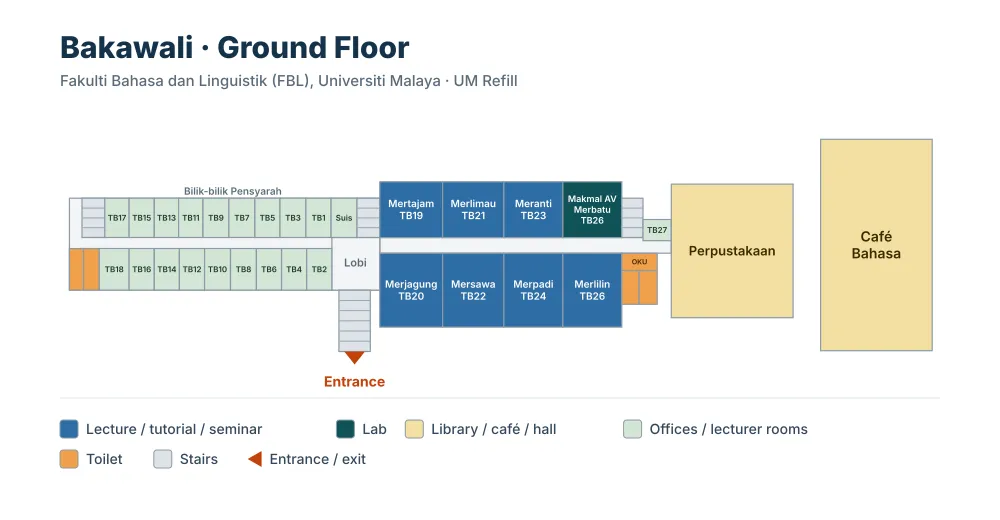 Bakawali · Ground Floor
Fakulti Bahasa dan Linguistik (FBL), Universiti Malaya · UM Refill
Bilik-bilik Pensyarah
TB17
TB15
TB13
TB11
TB9
TB7
TB5
TB3
TB1
Suis
Mertajam
TB19
Merlimau
TB21
Meranti
TB23
Makmal AV
Merbatu
TB26
TB27
Perpustakaan
Café
Bahasa
TB18
TB16
TB14
TB12
TB10
TB8
TB6
TB4
TB2
Lobi
Merjagung
TB20
Mersawa
TB22
Merpadi
TB24
Merlilin
TB26
OKU
Entrance
Lecture / tutorial / seminar
Lab
Library / café / hall
Offices / lecturer rooms
Toilet
Stairs
Entrance / exit